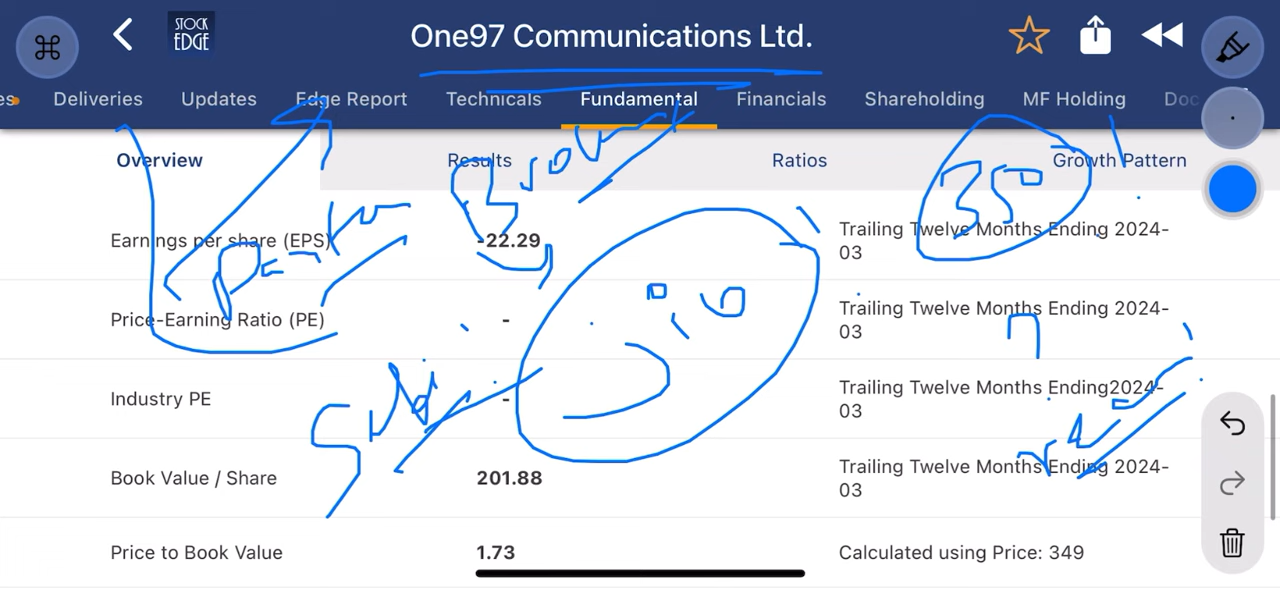 STOCK EDGE
One97 Communications Ltd.
Deliveries Updates Edge Report Technicals Fundamental Financials Shareholding MF Holding Doc
Overview Results Ratios Growth Pattern
350
Earnings per share (EPS) -22.29 Trailing Twelve Months Ending 2024-
03
Price-Earning Ratio (PE) - Trailing Twelve Months Ending 2024-
03
Industry PE - Trailing Twelve Months Ending2024-
03
Book Value / Share 201.88 Trailing Twelve Months Ending 2024-
03
Price to Book Value 1.73 Calculated using Price: 349